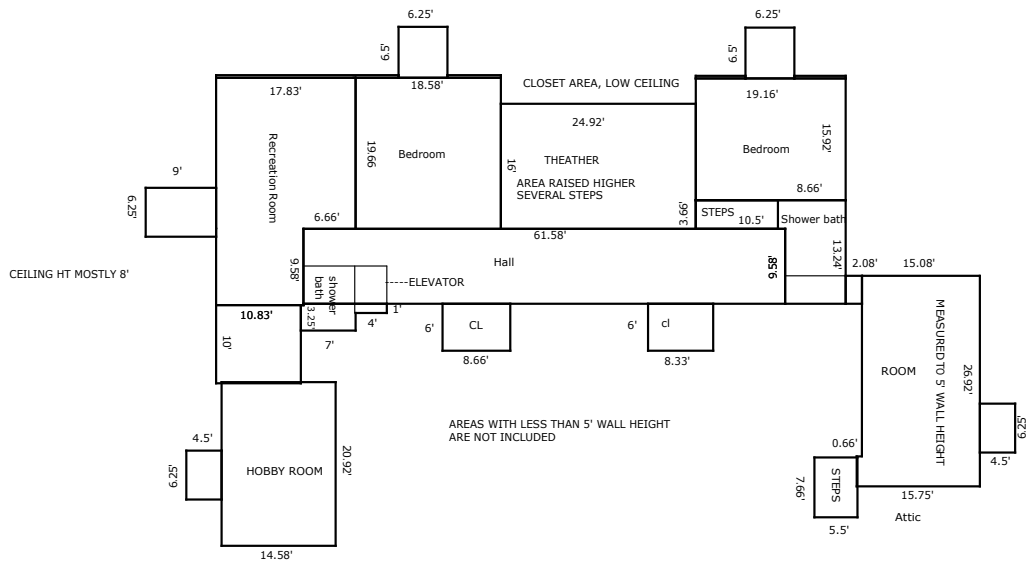 6.25'
6.25'
6.5'
6.5'
CLOSET AREA, LOW CEILING
17.83'
18.58'
19.16'
24.92'
Recreation Room
19.66
Bedroom
16'
THEATHER
AREA RAISED HIGHER
SEVERAL STEPS
Bedroom
15.92'
9'
6.25'
8.66'
6.66'
3.66'
STEPS
10.5'
Shower bath
61.58'
Hall
9.58'
9.58'
13.24'
2.08'
15.08'
CEILING HT MOSTLY 8'
shower
bath
-----ELEVATOR
3.25'
1'
4'
7'
10.83'
10'
6'
CL
8.66'
6'
cl
8.33'
MEASURED TO 5' WALL HEIGHT
ROOM
26.92'
AREAS WITH LESS THAN 5' WALL HEIGHT
ARE NOT INCLUDED
0.66'
6.25'
4.5'
4.5'
6.25'
HOBBY ROOM
20.92'
7.66'
STEPS
15.75'
5.5'
Attic
14.58'